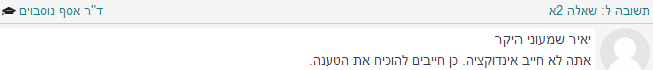 תשובה ל: שאלה 2א
ד"ר אסף נוסבוים
יאיר שמעוני היקר
אתה לא חייב אינדוקציה. כן חייבים להוכיח את הטענה.